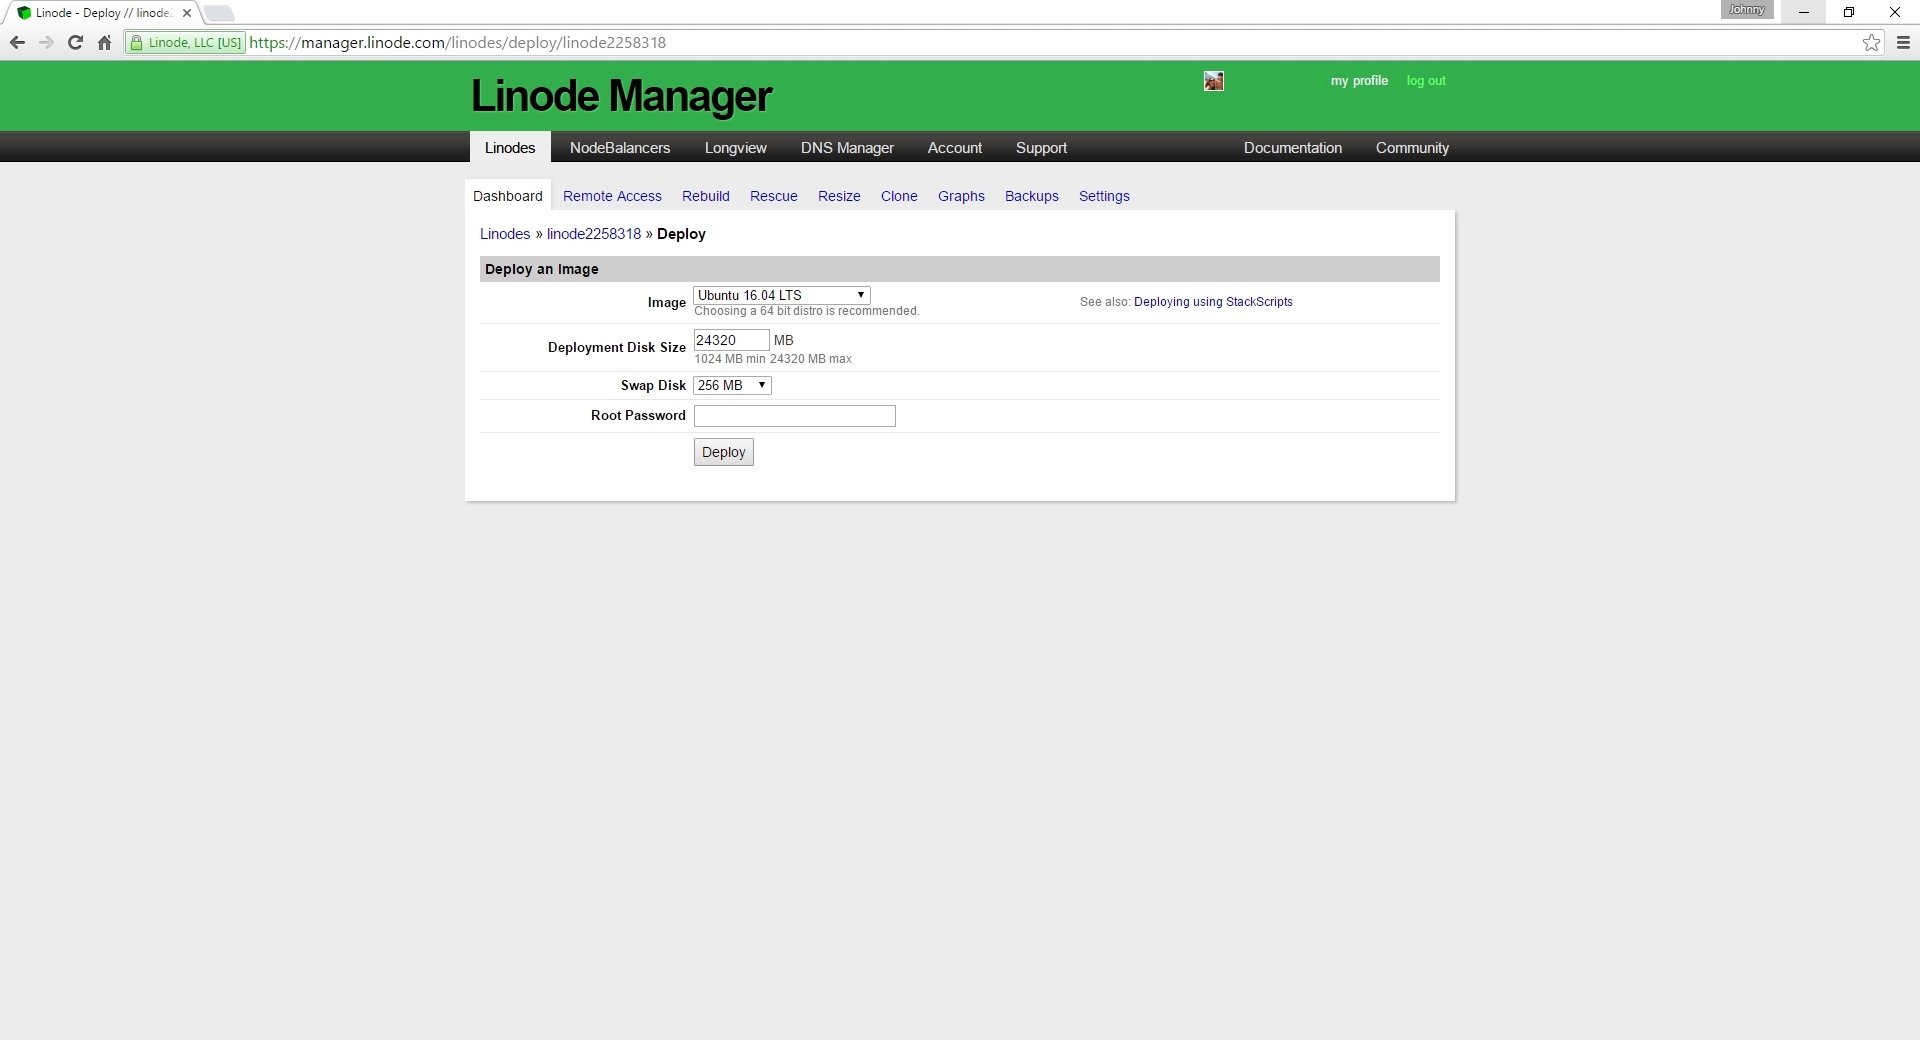 Linode - Deploy // linode2
Johnny
Linode, LLC [US] https://manager.linode.com/linodes/deploy/linode2258318
Linode Manager
my profile log out
Linodes NodeBalancers Longview DNS Manager Account Support Documentation Community
Dashboard Remote Access Rebuild Rescue Resize Clone Graphs Backups Settings
Linodes » linode2258318 » Deploy
Deploy an Image
Image Ubuntu 16.04 LTS See also: Deploying using StackScripts
Choosing a 64 bit distro is recommended.
Deployment Disk Size 24320 MB
1024 MB min 24320 MB max
Swap Disk 256 MB
Root Password
Deploy